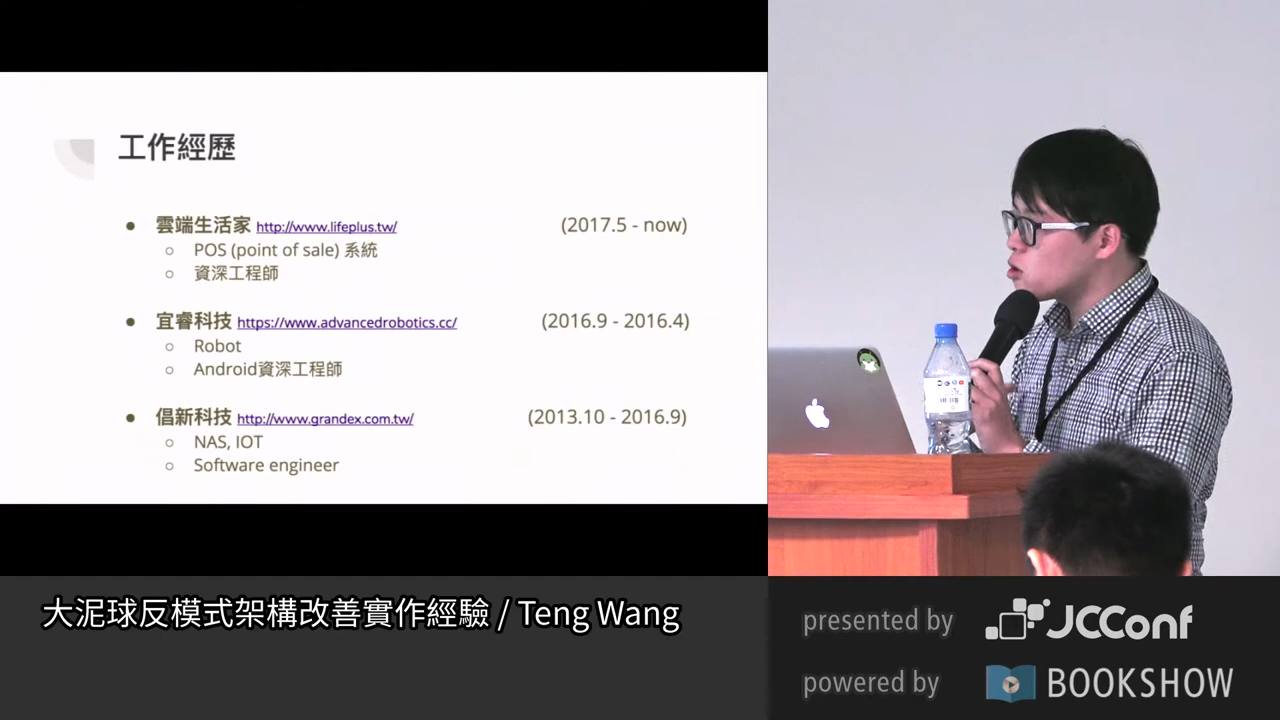 工作經歷
雲端生活家 http://www.lifeplus.tw/ (2017.5 - now)
POS (point of sale) 系統
資深工程師
宜睿科技 https://www.advancedrobotics.cc/ (2016.9 - 2016.4)
Robot
Android資深工程師
倡新科技 http://www.grandex.com.tw/ (2013.10 - 2016.9)
NAS, IOT
Software engineer
大泥球反模式架構改善實作經驗 / Teng Wang
presented by JCConf
powered by BOOKSHOW